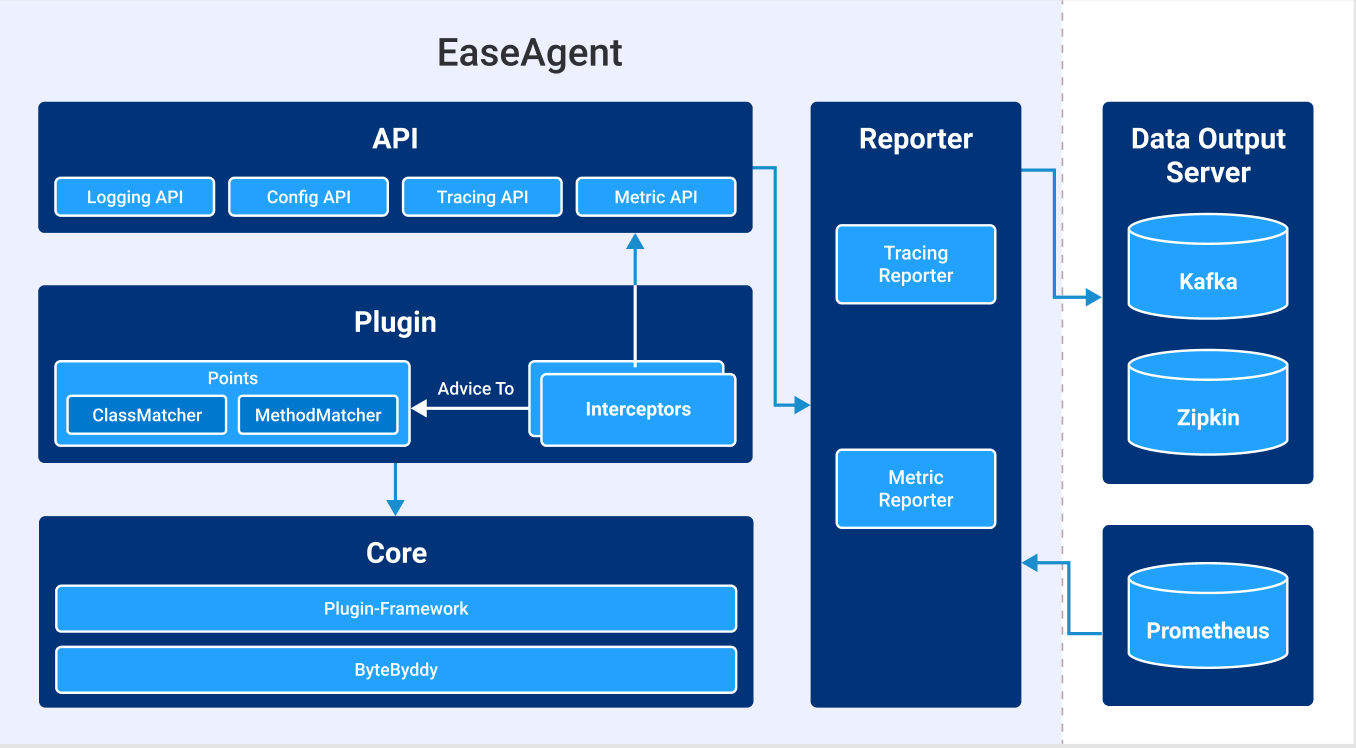 EaseAgent
API
Logging API
Config API
Tracing API
Metric API
Plugin
Points
ClassMatcher
MethodMatcher
Advice To
Interceptors
Core
Plugin-Framework
ByteByddy
Reporter
Tracing
Reporter
Metric
Reporter
Data Output
Server
Kafka
Zipkin
Prometheus